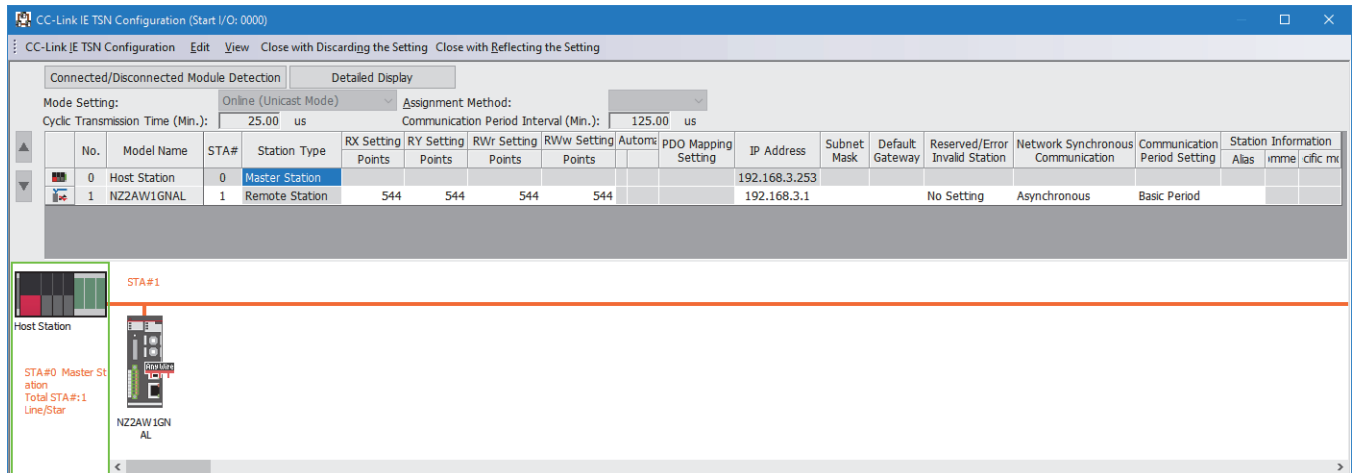 CC-Link IE TSN Configuration (Start I/O: 0000)
CC-Link IE TSN Configuration Edit View Close with Discarding the Setting Close with Reflecting the Setting
Connected/Disconnected Module Detection Detailed Display
Mode Setting: Online (Unicast Mode) Assignment Method:
Cyclic Transmission Time (Min.): 25.00 us Communication Period Interval (Min.): 125.00 us
No. Model Name STA# Station Type RX Setting RY Setting RWr Setting RWw Setting Automa PDO Mapping Setting IP Address Subnet Mask Default Gateway Reserved/Error Invalid Station Network Synchronous Communication Communication Period Setting Station Information
Points Points Points Points Alias omme cific mo
0 Host Station 0 Master Station 192.168.3.253
1 NZ2AW1GNAL 1 Remote Station 544 544 544 544 192.168.3.1 No Setting Asynchronous Basic Period
STA#1
Host Station
AnyWire
STA#0 Master St
ation
Total STA#:1
Line/Star
NZ2AW1GN
AL